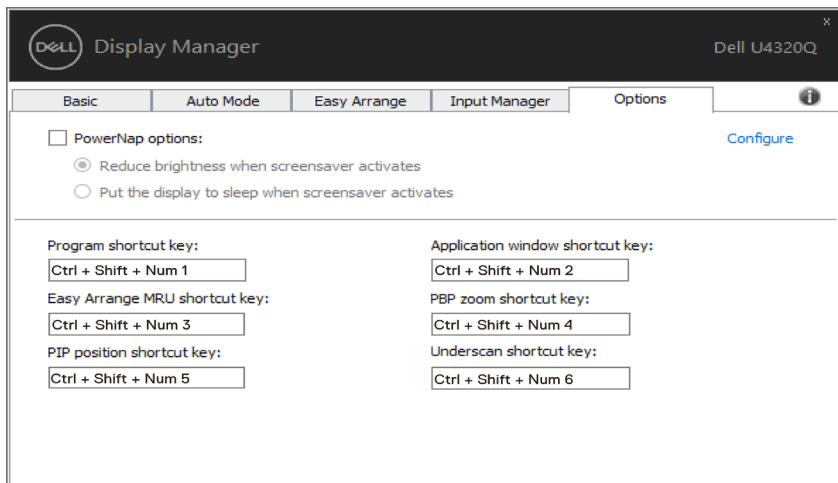 DELL Display Manager Dell U4320Q x
Basic Auto Mode Easy Arrange Input Manager Options i
PowerNap options: Configure
Reduce brightness when screensaver activates
Put the display to sleep when screensaver activates
Program shortcut key: Application window shortcut key:
Ctrl + Shift + Num 1 Ctrl + Shift + Num 2
Easy Arrange MRU shortcut key: PBP zoom shortcut key:
Ctrl + Shift + Num 3 Ctrl + Shift + Num 4
PIP position shortcut key: Underscan shortcut key:
Ctrl + Shift + Num 5 Ctrl + Shift + Num 6